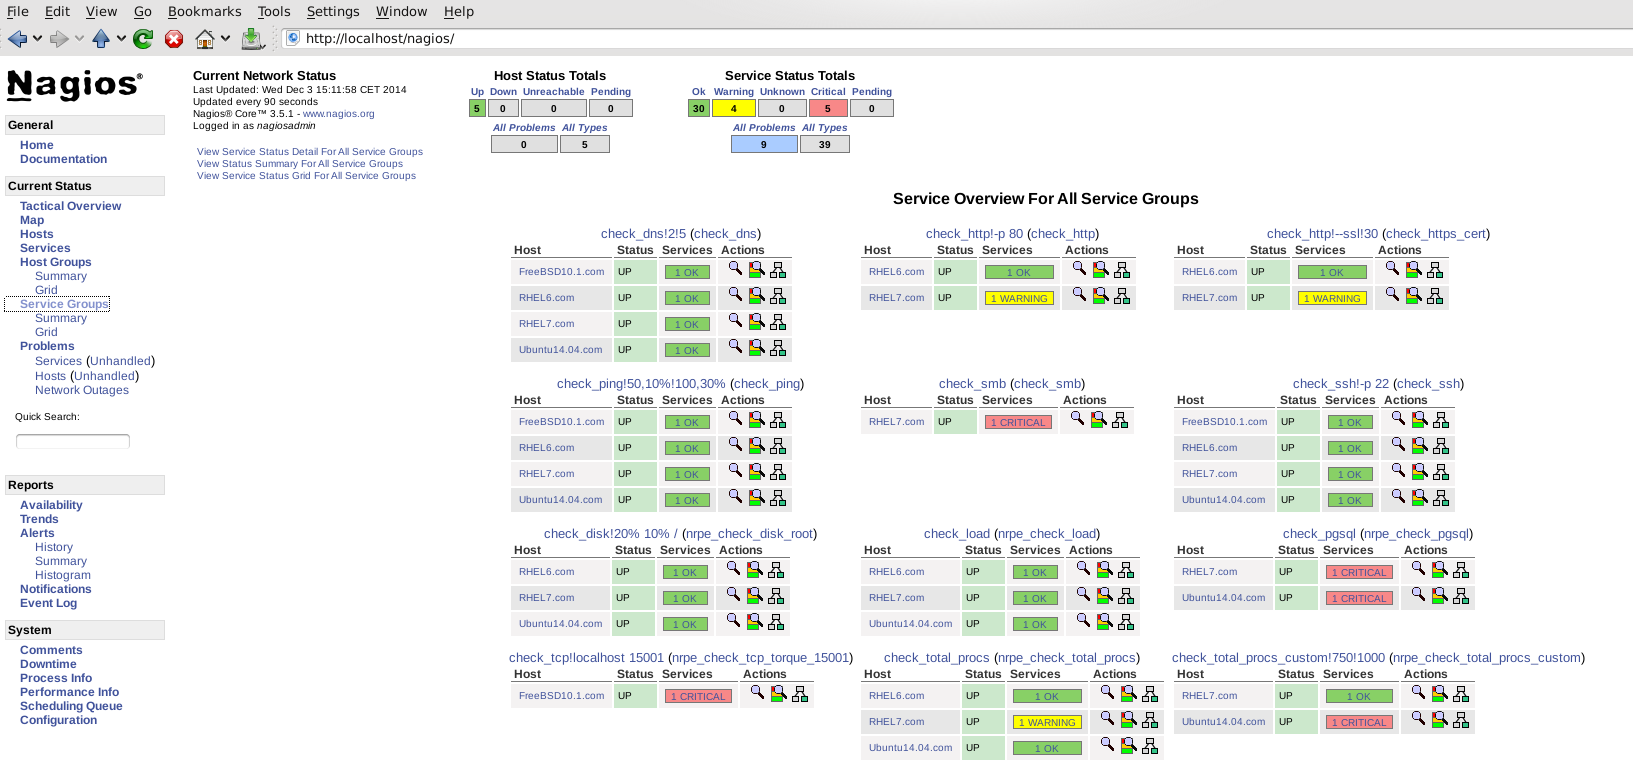 File Edit View Go Bookmarks Tools Settings Window Help
http://localhost/nagios/
Nagios®
General
Home
Documentation
Current Status
Tactical Overview
Map
Hosts
Services
Host Groups
Summary
Grid
Service Groups
Summary
Grid
Problems
Services (Unhandled)
Hosts (Unhandled)
Network Outages
Quick Search:
Reports
Availability
Trends
Alerts
History
Summary
Histogram
Notifications
Event Log
System
Comments
Downtime
Process Info
Performance Info
Scheduling Queue
Configuration
Current Network Status
Last Updated: Wed Dec 3 15:11:58 CET 2014
Updated every 90 seconds
Nagios® Core™ 3.5.1 - www.nagios.org
Logged in as nagiosadmin
View Service Status Detail For All Service Groups
View Status Summary For All Service Groups
View Service Status Grid For All Service Groups
Host Status Totals
Up Down Unreachable Pending
5 0 0 0
All Problems All Types
0 5
Service Status Totals
Ok Warning Unknown Critical Pending
30 4 0 5 0
All Problems All Types
9 39
Service Overview For All Service Groups
check_dns!2!5 (check_dns)
Host Status Services Actions
FreeBSD10.1.com UP 1 OK
RHEL6.com UP 1 OK
RHEL7.com UP 1 OK
Ubuntu14.04.com UP 1 OK
check_http!-p 80 (check_http)
Host Status Services Actions
RHEL6.com UP 1 OK
RHEL7.com UP 1 WARNING
check_http!--ssl!30 (check_https_cert)
Host Status Services Actions
RHEL6.com UP 1 OK
RHEL7.com UP 1 WARNING
check_ping!50,10%!100,30% (check_ping)
Host Status Services Actions
FreeBSD10.1.com UP 1 OK
RHEL6.com UP 1 OK
RHEL7.com UP 1 OK
Ubuntu14.04.com UP 1 OK
check_smb (check_smb)
Host Status Services Actions
RHEL7.com UP 1 CRITICAL
check_ssh!-p 22 (check_ssh)
Host Status Services Actions
FreeBSD10.1.com UP 1 OK
RHEL6.com UP 1 OK
RHEL7.com UP 1 OK
Ubuntu14.04.com UP 1 OK
check_disk!20% 10% / (nrpe_check_disk_root)
Host Status Services Actions
RHEL6.com UP 1 OK
RHEL7.com UP 1 OK
Ubuntu14.04.com UP 1 OK
check_load (nrpe_check_load)
Host Status Services Actions
RHEL6.com UP 1 OK
RHEL7.com UP 1 OK
Ubuntu14.04.com UP 1 OK
check_pgsql (nrpe_check_pgsql)
Host Status Services Actions
RHEL7.com UP 1 CRITICAL
Ubuntu14.04.com UP 1 CRITICAL
check_tcp!localhost 15001 (nrpe_check_tcp_torque_15001)
Host Status Services Actions
FreeBSD10.1.com UP 1 CRITICAL
check_total_procs (nrpe_check_total_procs)
Host Status Services Actions
RHEL6.com UP 1 OK
RHEL7.com UP 1 WARNING
Ubuntu14.04.com UP 1 OK
check_total_procs_custom!750!1000 (nrpe_check_total_procs_custom)
Host Status Services Actions
RHEL7.com UP 1 OK
Ubuntu14.04.com UP 1 CRITICAL